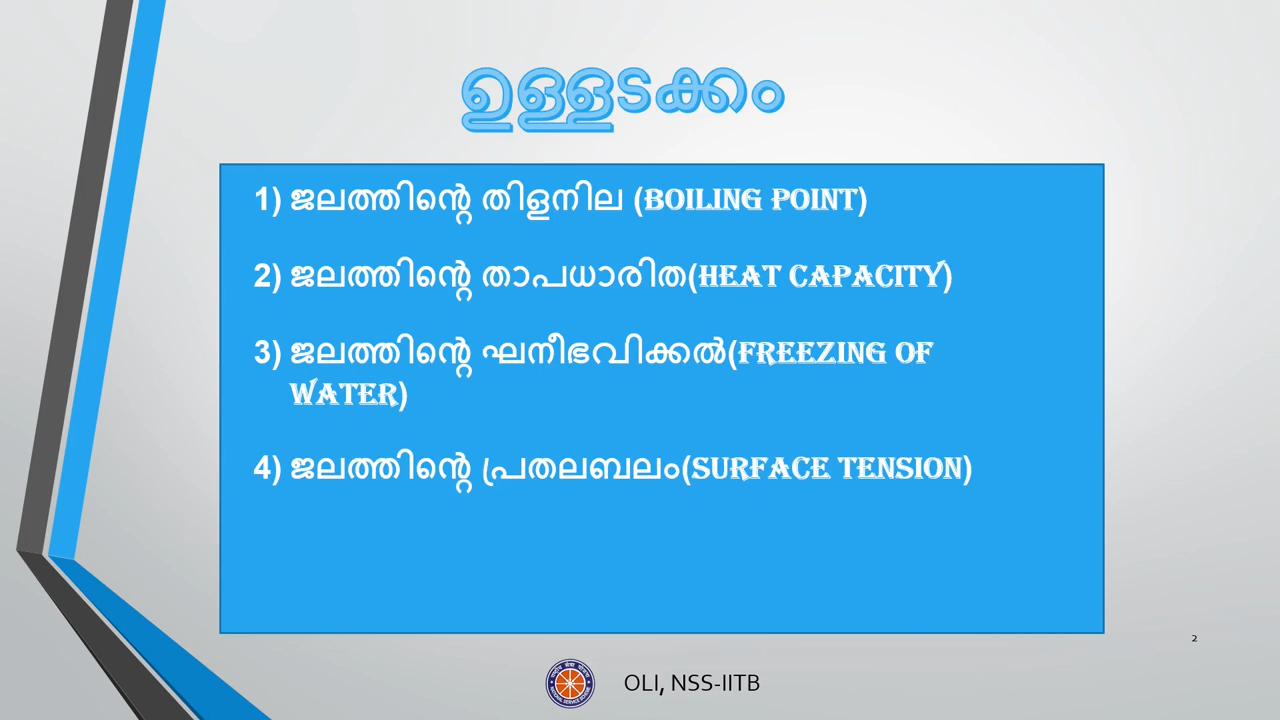 ഉള്ളടക്കം
1) ജലത്തിന്റെ തിളനില (BOILING POINT)
2) ജലത്തിന്റെ താപധാരിത(HEAT CAPACITY)
3) ജലത്തിന്റെ ഘനീഭവിക്കൽ(FREEZING OF
WATER)
4) ജലത്തിന്റെ പ്രതലബലം(SURFACE TENSION)
2
OLI, NSS-IITB